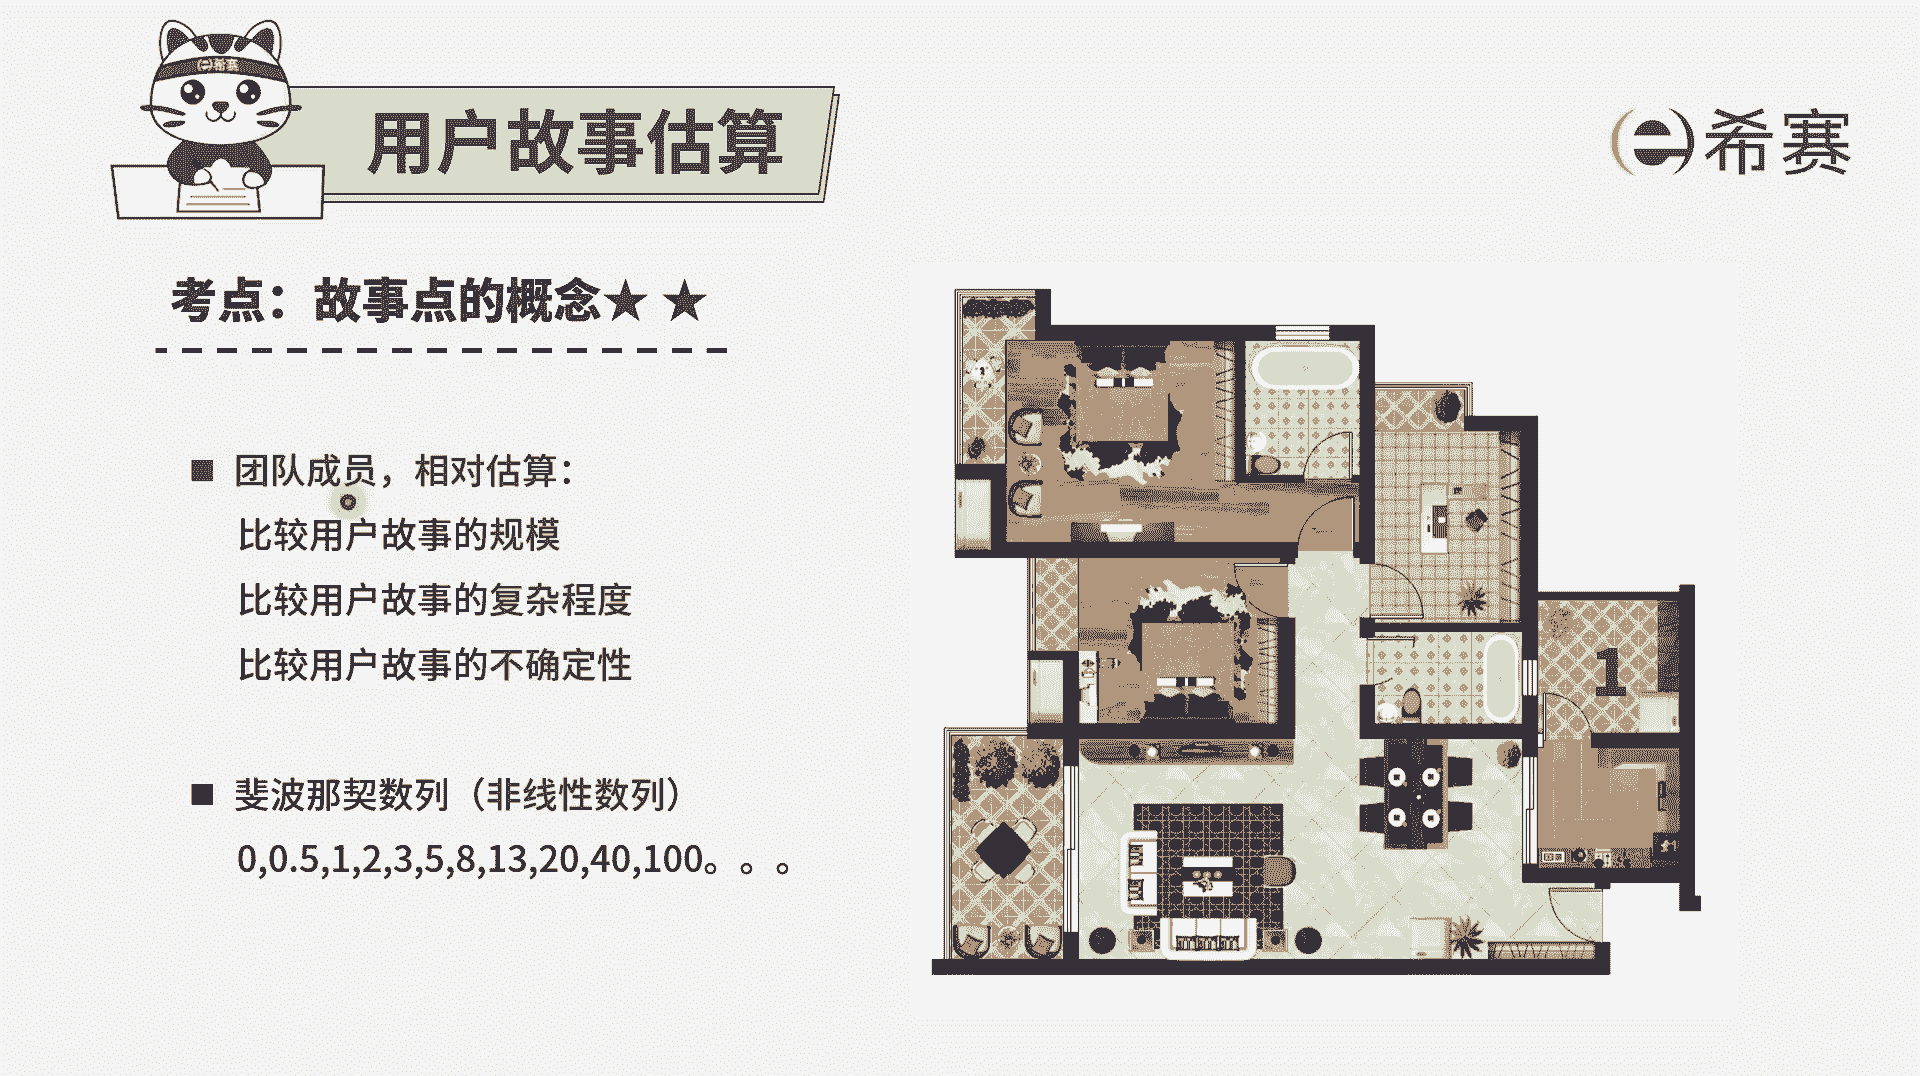 希赛
用户故事估算
希赛
考点：故事点的概念★ ★
团队成员，相对估算：
比较用户故事的规模
比较用户故事的复杂程度
比较用户故事的不确定性
斐波那契数列（非线性数列）
0,0.5,1,2,3,5,8,13,20,40,100。。。
1